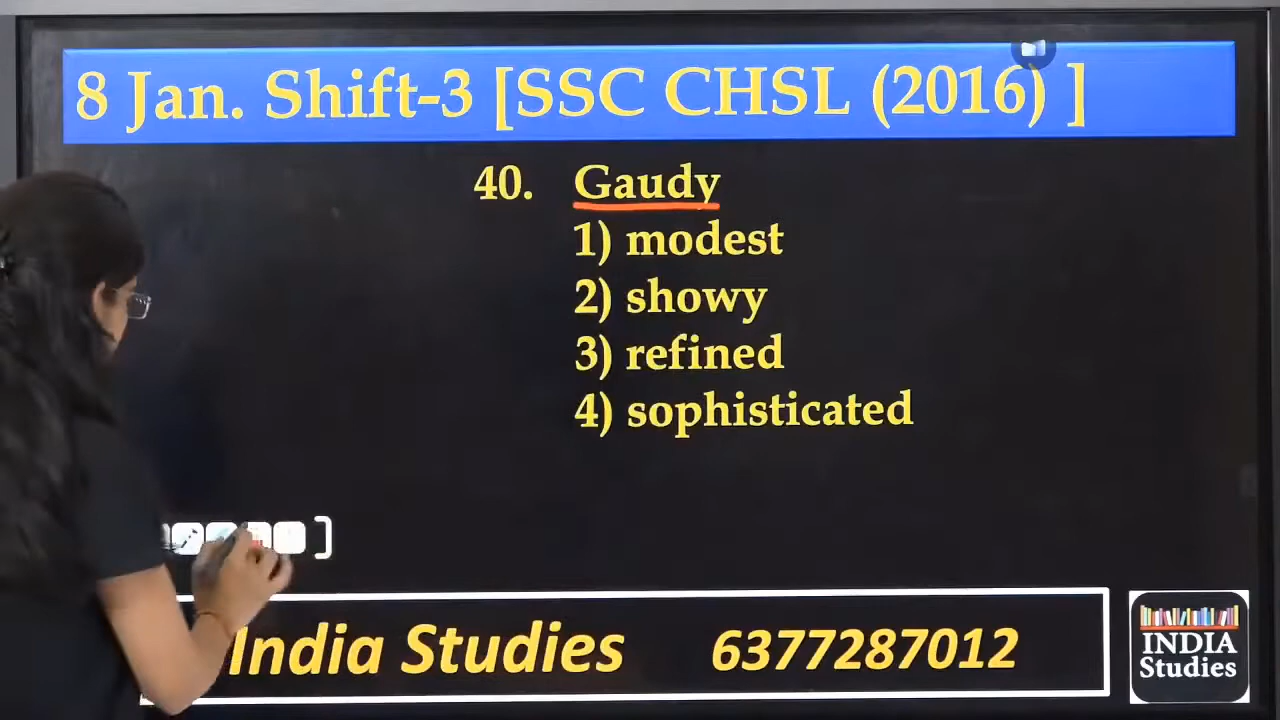 8 Jan. Shift-3 [SSC CHSL (2016) ]
40. Gaudy
1) modest
2) showy
3) refined
4) sophisticated
]
India Studies 6377287012
INDIA
Studies